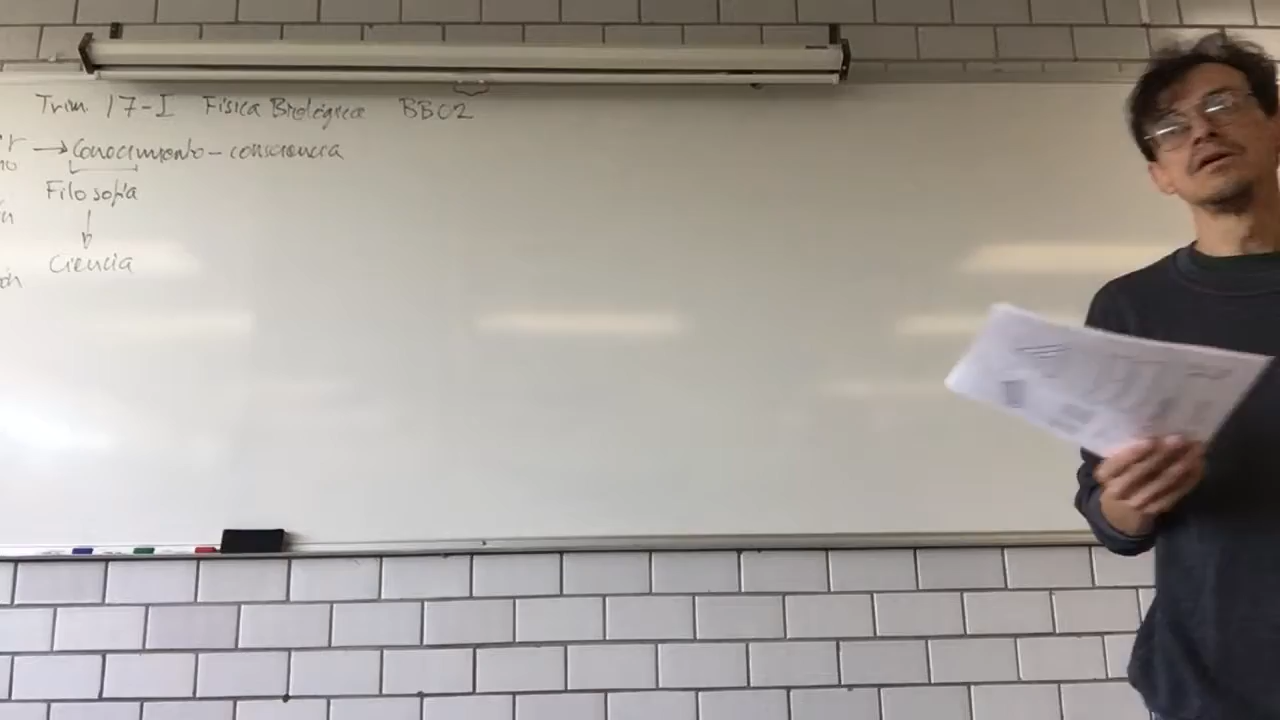 Trim. 17-I Física Biológica BB02
→ Conocimiento - consciencia
Filosofía
Ciencia